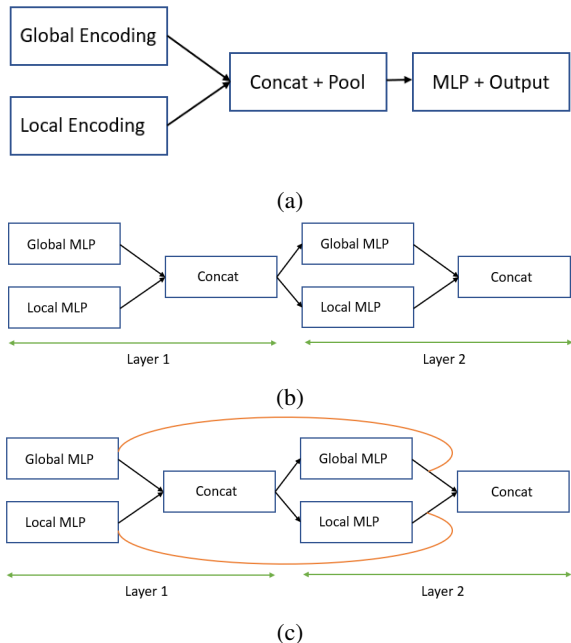 Global Encoding
Local Encoding
Concat + Pool
MLP + Output
(a)
Global MLP
Local MLP
Concat
Global MLP
Local MLP
Concat
Layer 1
Layer 2
(b)
Global MLP
Local MLP
Concat
Global MLP
Local MLP
Concat
Layer 1
Layer 2
(c)